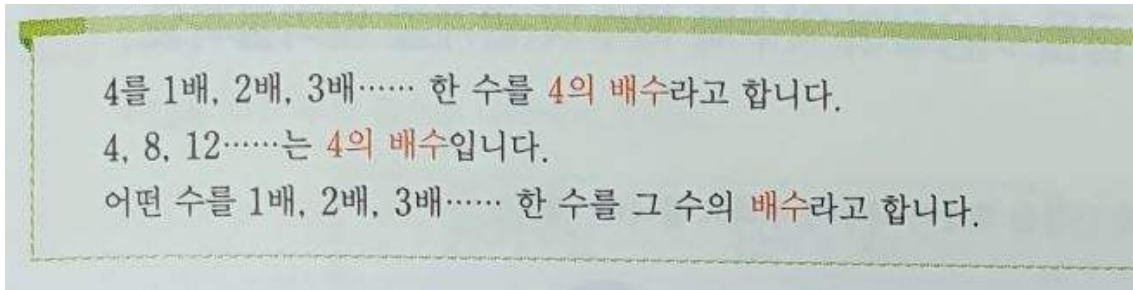 4를 1배, 2배, 3배…… 한 수를 4의 배수라고 합니다.
4, 8, 12……는 4의 배수입니다.
어떤 수를 1배, 2배, 3배…… 한 수를 그 수의 배수라고 합니다.